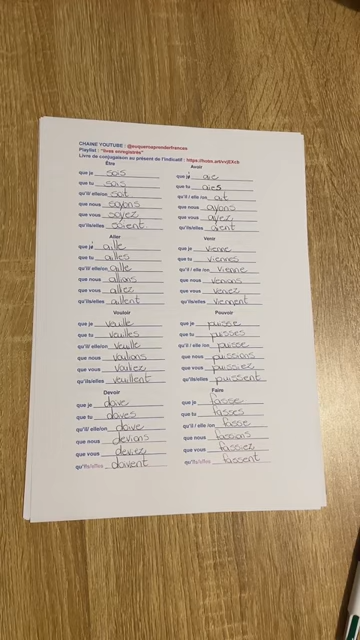 CHAINE YOUTUBE : @suqueroaprenderfrances
Playlist : "lives enregistrés"
Livre de conjugaison au présent de l'indicatif :
Être
que je sois
que tu sois
qu'il/ elle/on soit
que nous soyons
que vous soyez
qu'ils/elles soient
Avoir
que j' aie
que tu aies
qu'il / elle /on ait
que nous ayons
que vous ayez
qu'ils/elles aient
Aller
que j' aille
que tu ailles
qu'il/ elle/on aille
que nous allions
que vous alliez
qu'ils/elles aillent
Venir
que je vienne
que tu viennes
qu'il / elle /on vienne
que nous venions
que vous veniez
qu'ils/elles viennent
Vouloir
que je veuille
que tu veuilles
qu'il/ elle/on veuille
que nous voulions
que vous vouliez
qu'ils/elles veuillent
Pouvoir
que je puisse
que tu puisses
qu'il / elle /on puisse
que nous puissions
que vous puissiez
qu'ils/elles puissent
Devoir
que je doive
que tu doives
qu'il/ elle/on doive
que nous devions
que vous deviez
qu'ils/elles doivent
Faire
que je fasse
que tu fasses
qu'il / elle /on fasse
que nous fassions
que vous fassiez
qu'ils/elles fassent